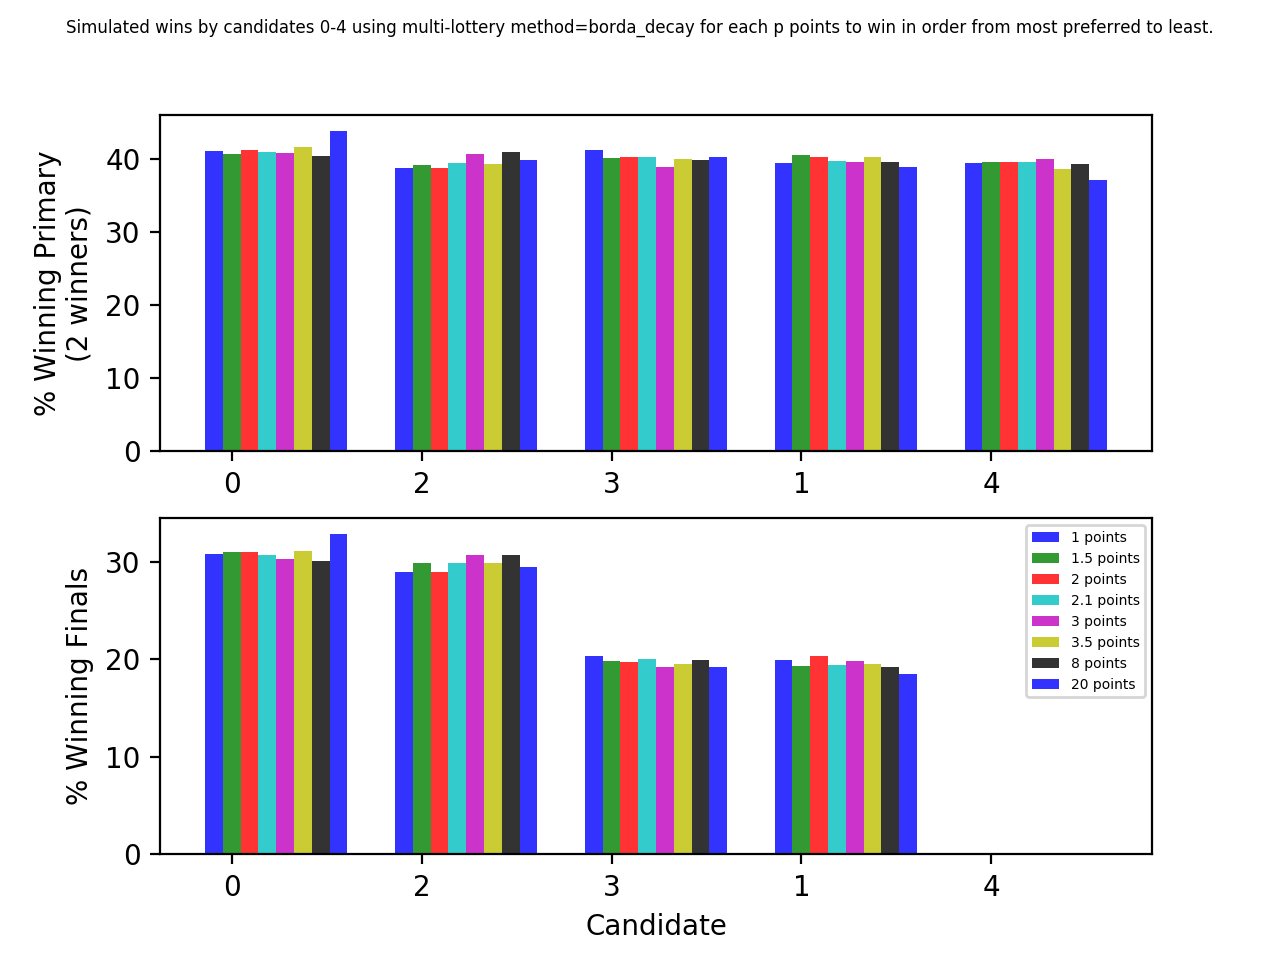 Simulated wins by candidates 0-4 using multi-lottery method=borda_decay for each p points to win in order from most preferred to least.
% Winning Primary
(2 winners)
40
30
20
10
0
0 2 3 1 4
% Winning Finals
30
20
10
0
1 points
1.5 points
2 points
2.1 points
3 points
3.5 points
8 points
20 points
0 2 3 1 4
Candidate